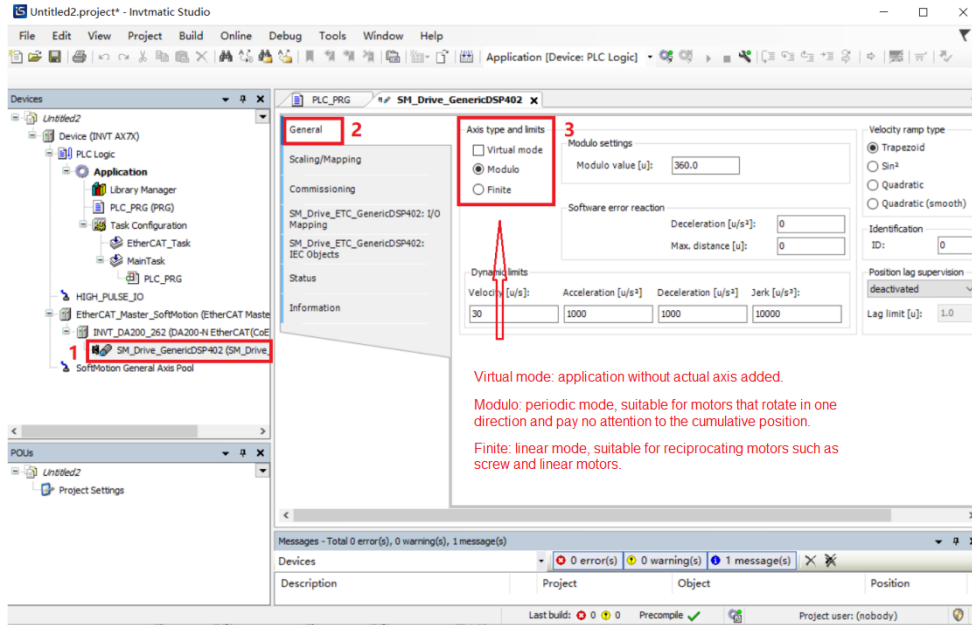 Untitled2.project* - Invtmatic Studio
File Edit View Project Build Online Debug Tools Window Help
Application [Device: PLC Logic]
Devices
Untitled2
Device (INVT AX7X)
PLC Logic
Application
Library Manager
PLC_PRG (PRG)
Task Configuration
EtherCAT_Task
MainTask
PLC_PRG
HIGH_PULSE_IO
EtherCAT_Master_SoftMotion (EtherCAT Maste
INVT_DA200_262 (DA200-N EtherCAT(CoE
1 SM_Drive_GenericDSP402 (SM_Drive_
SoftMotion General Axis Pool
POUs
Untitled2
Project Settings
PLC_PRG SM_Drive_GenericDSP402
General 2
Scaling/Mapping
Commissioning
SM_Drive_ETC_GenericDSP402: I/O
Mapping
SM_Drive_ETC_GenericDSP402:
IEC Objects
Status
Information
Axis type and limits 3
Virtual mode
Modulo
Finite
Modulo settings
Modulo value [u]: 360.0
Software error reaction
Deceleration [u/s²]: 0
Max. distance [u]: 0
Dynamic limits
Velocity [u/s]: Acceleration [u/s²] Deceleration [u/s²] Jerk [u/s³]:
30 1000 1000 10000
Velocity ramp type
Trapezoid
Sin²
Quadratic
Quadratic (smooth)
Identification
ID: 0
Position lag supervision
deactivated
Lag limit [u]: 1.0
Virtual mode: application without actual axis added.
Modulo: periodic mode, suitable for motors that rotate in one
direction and pay no attention to the cumulative position.
Finite: linear mode, suitable for reciprocating motors such as
screw and linear motors.
Messages - Total 0 error(s), 0 warning(s), 1 message(s)
Devices 0 error(s) 0 warning(s) 1 message(s)
Description Project Object Position
Last build: 0 0 Precompile Project user: (nobody)